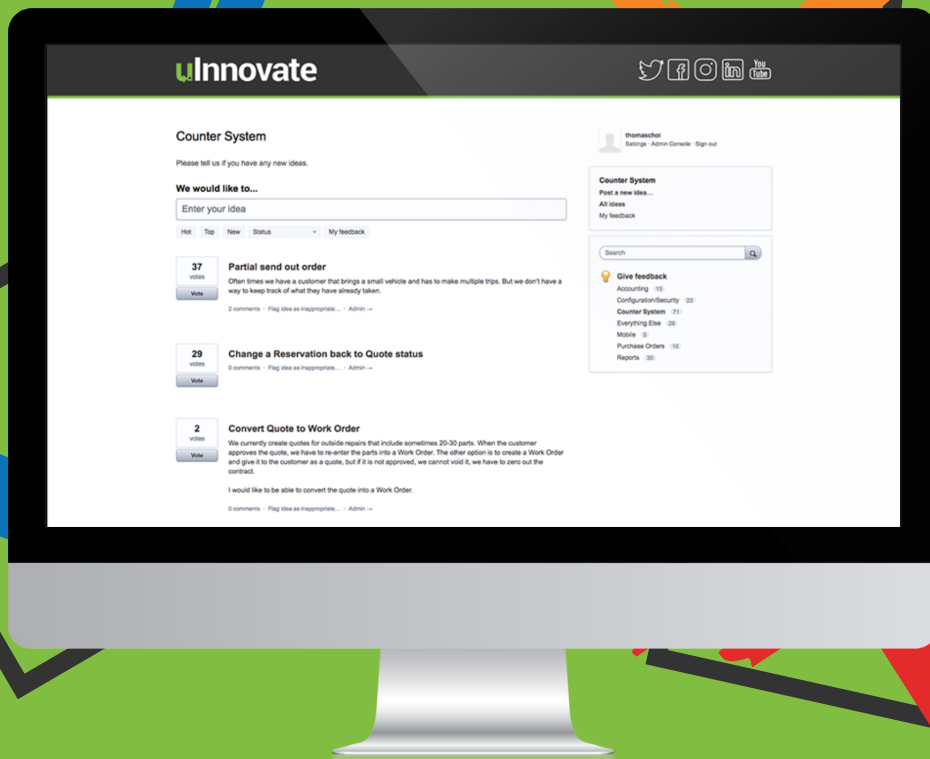 uInnovate
You
Tube
Counter System
Please tell us if you have any new ideas.
We would like to...
Enter your idea
Hot Top New Status My feedback
37
votes
Vote
Partial send out order
Often times we have a customer that brings a small vehicle and has to make multiple trips. But we don't have a
way to keep track of what they have already taken.
2 comments · Flag idea as inappropriate... · Admin →
29
votes
Vote
Change a Reservation back to Quote status
0 comments · Flag idea as inappropriate... · Admin →
2
votes
Vote
Convert Quote to Work Order
We currently create quotes for outside repairs that include sometimes 20-30 parts. When the customer
approves the quote, we have to re-enter the parts into a Work Order. The other option is to create a Work Order
and give it to the customer as a quote, but if it is not approved, we cannot void it, we have to zero out the
contract.
I would like to be able to convert the quote into a Work Order.
0 comments · Flag idea as inappropriate... · Admin →
thomaschoi
Settings · Admin Console · Sign out
Counter System
Post a new idea...
All ideas
My feedback
Search
Give feedback
Accounting 15
Configuration/Security 22
Counter System 71
Everything Else 29
Mobile 5
Purchase Orders 10
Reports 30